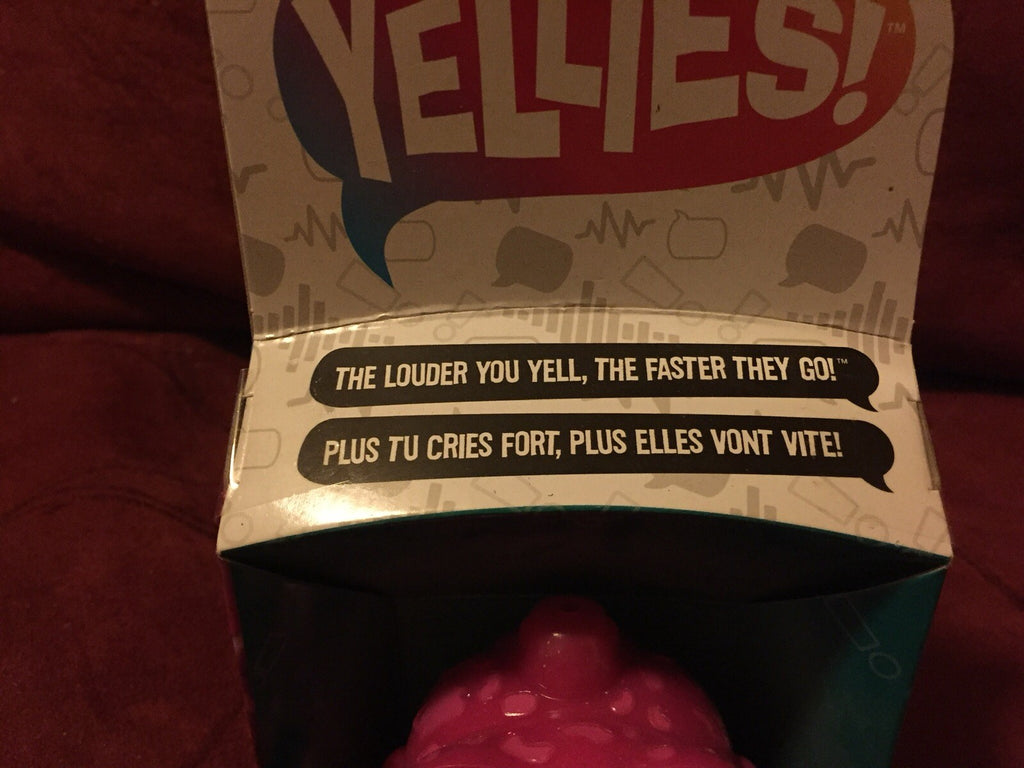 YELLIES!™
THE LOUDER YOU YELL, THE FASTER THEY GO!™
PLUS TU CRIES FORT, PLUS ELLES VONT VITE!